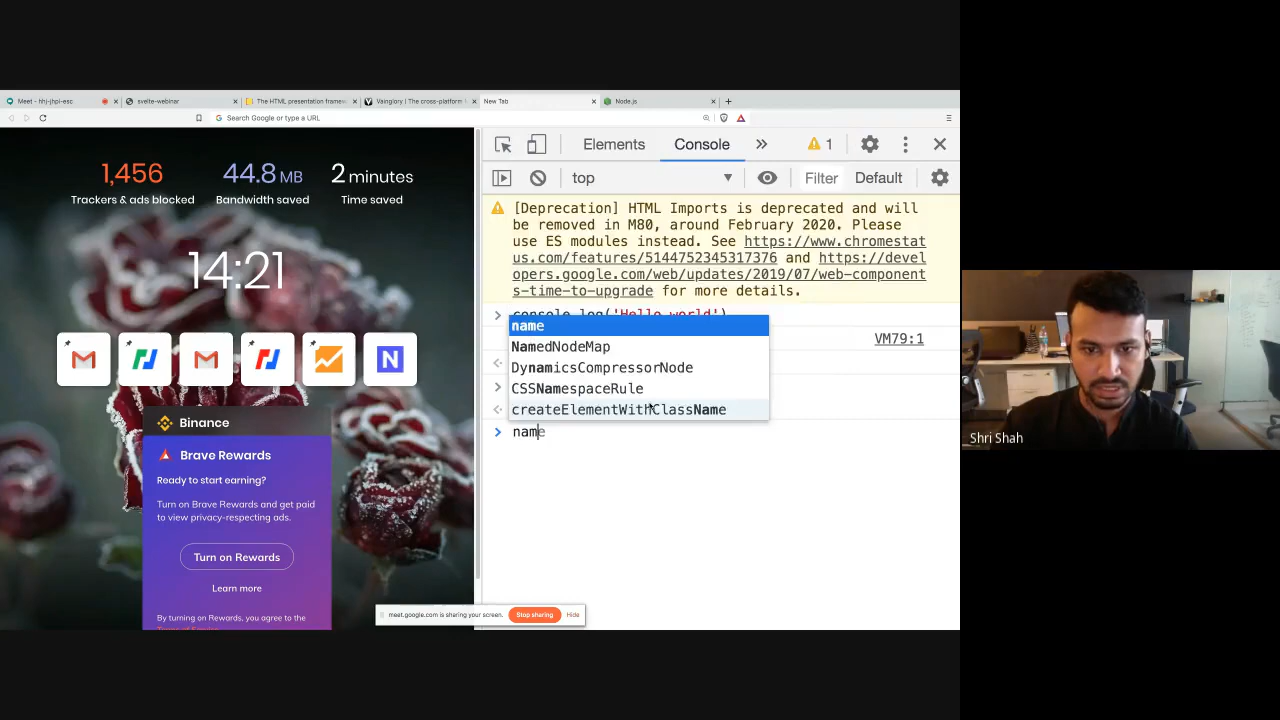 Meet - hhj-jhpi-esc
svelte-webinar
The HTML presentation framew
Vainglory | The cross-platform
New Tab
Node.js
Search Google or type a URL
1,456
Trackers & ads blocked
44.8 MB
Bandwidth saved
2 minutes
Time saved
14:21
Binance
Brave Rewards
Ready to start earning?
Turn on Brave Rewards and get paid
to view privacy-respecting ads.
Turn on Rewards
Learn more
By turning on Rewards, you agree to the
Terms of Service
Elements
Console
1
top
Filter
Default
[Deprecation] HTML Imports is deprecated and will
be removed in M80, around February 2020. Please
use ES modules instead. See https://www.chromestat
us.com/features/5144752345317376 and https://devel
opers.google.com/web/updates/2019/07/web-component
s-time-to-upgrade for more details.
console.log('Hello world')
VM79:1
name
NamedNodeMap
DynamicsCompressorNode
CSSNamespaceRule
createElementWithClassName
name
meet.google.com is sharing your screen.
Stop sharing
Hide
Shri Shah